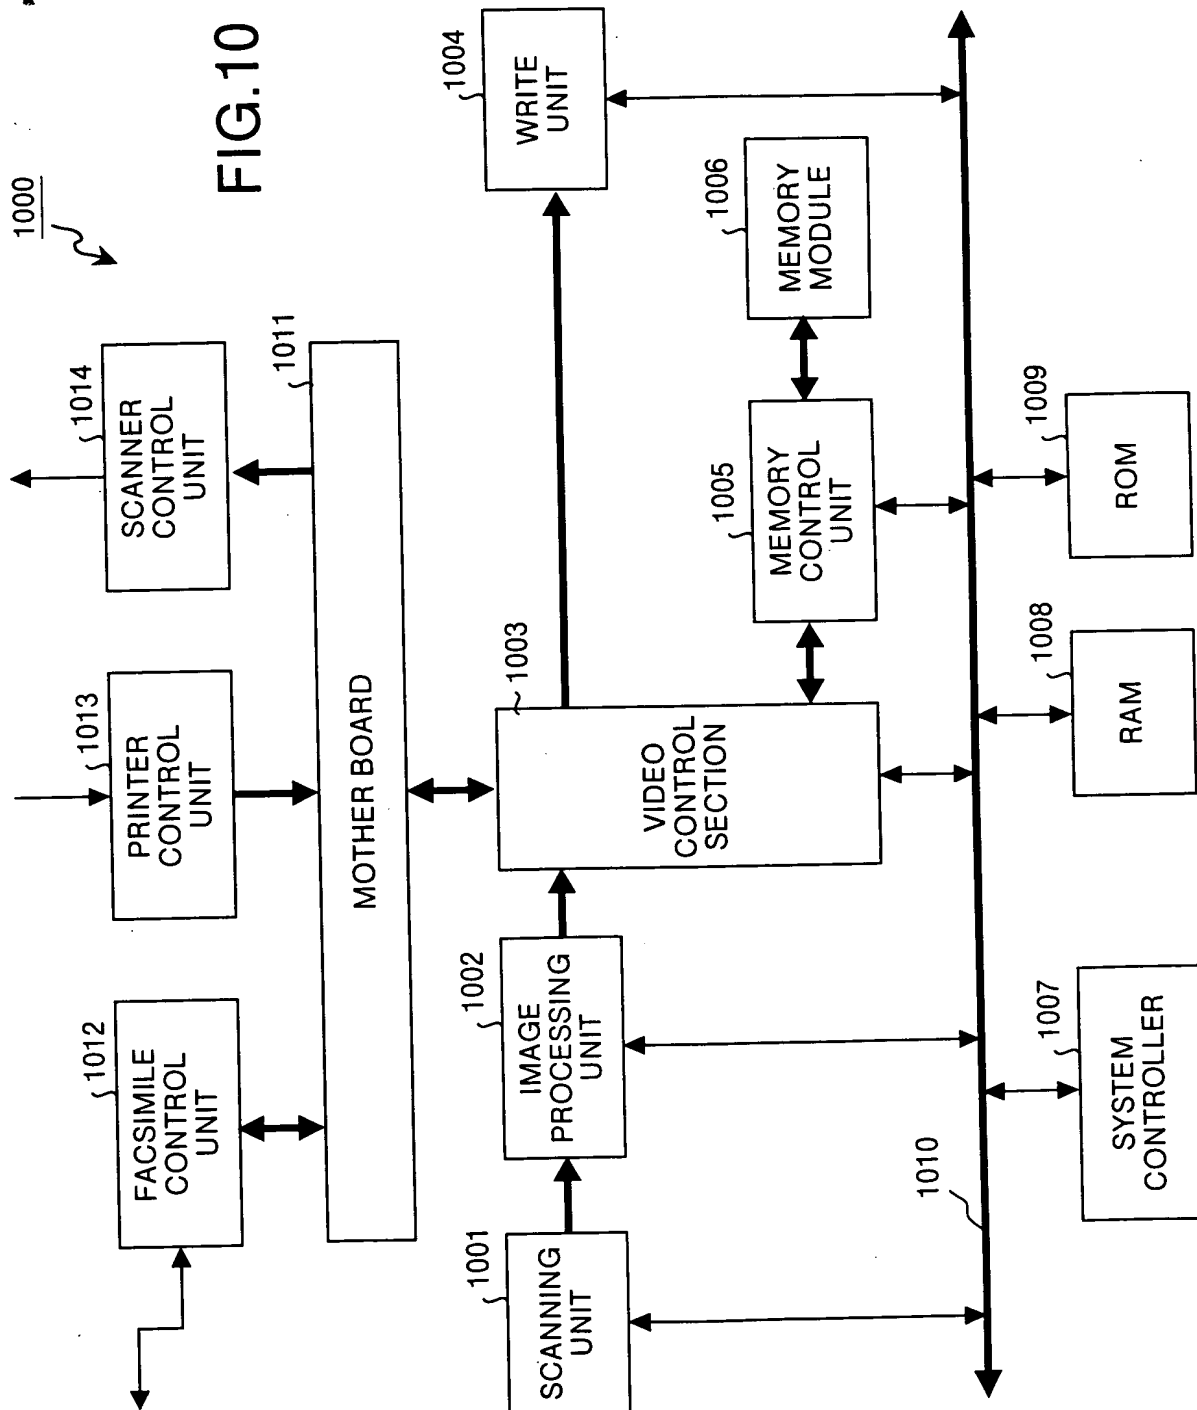 FIG.10
1000
1012
FACSIMILE
CONTROL
UNIT
1013
PRINTER
CONTROL
UNIT
1014
SCANNER
CONTROL
UNIT
1011
MOTHER BOARD
1001
SCANNING
UNIT
1002
IMAGE
PROCESSING
UNIT
1003
VIDEO
CONTROL
SECTION
1004
WRITE
UNIT
1005
MEMORY
CONTROL
UNIT
1006
MEMORY
MODULE
1010
1007
SYSTEM
CONTROLLER
1008
RAM
1009
ROM